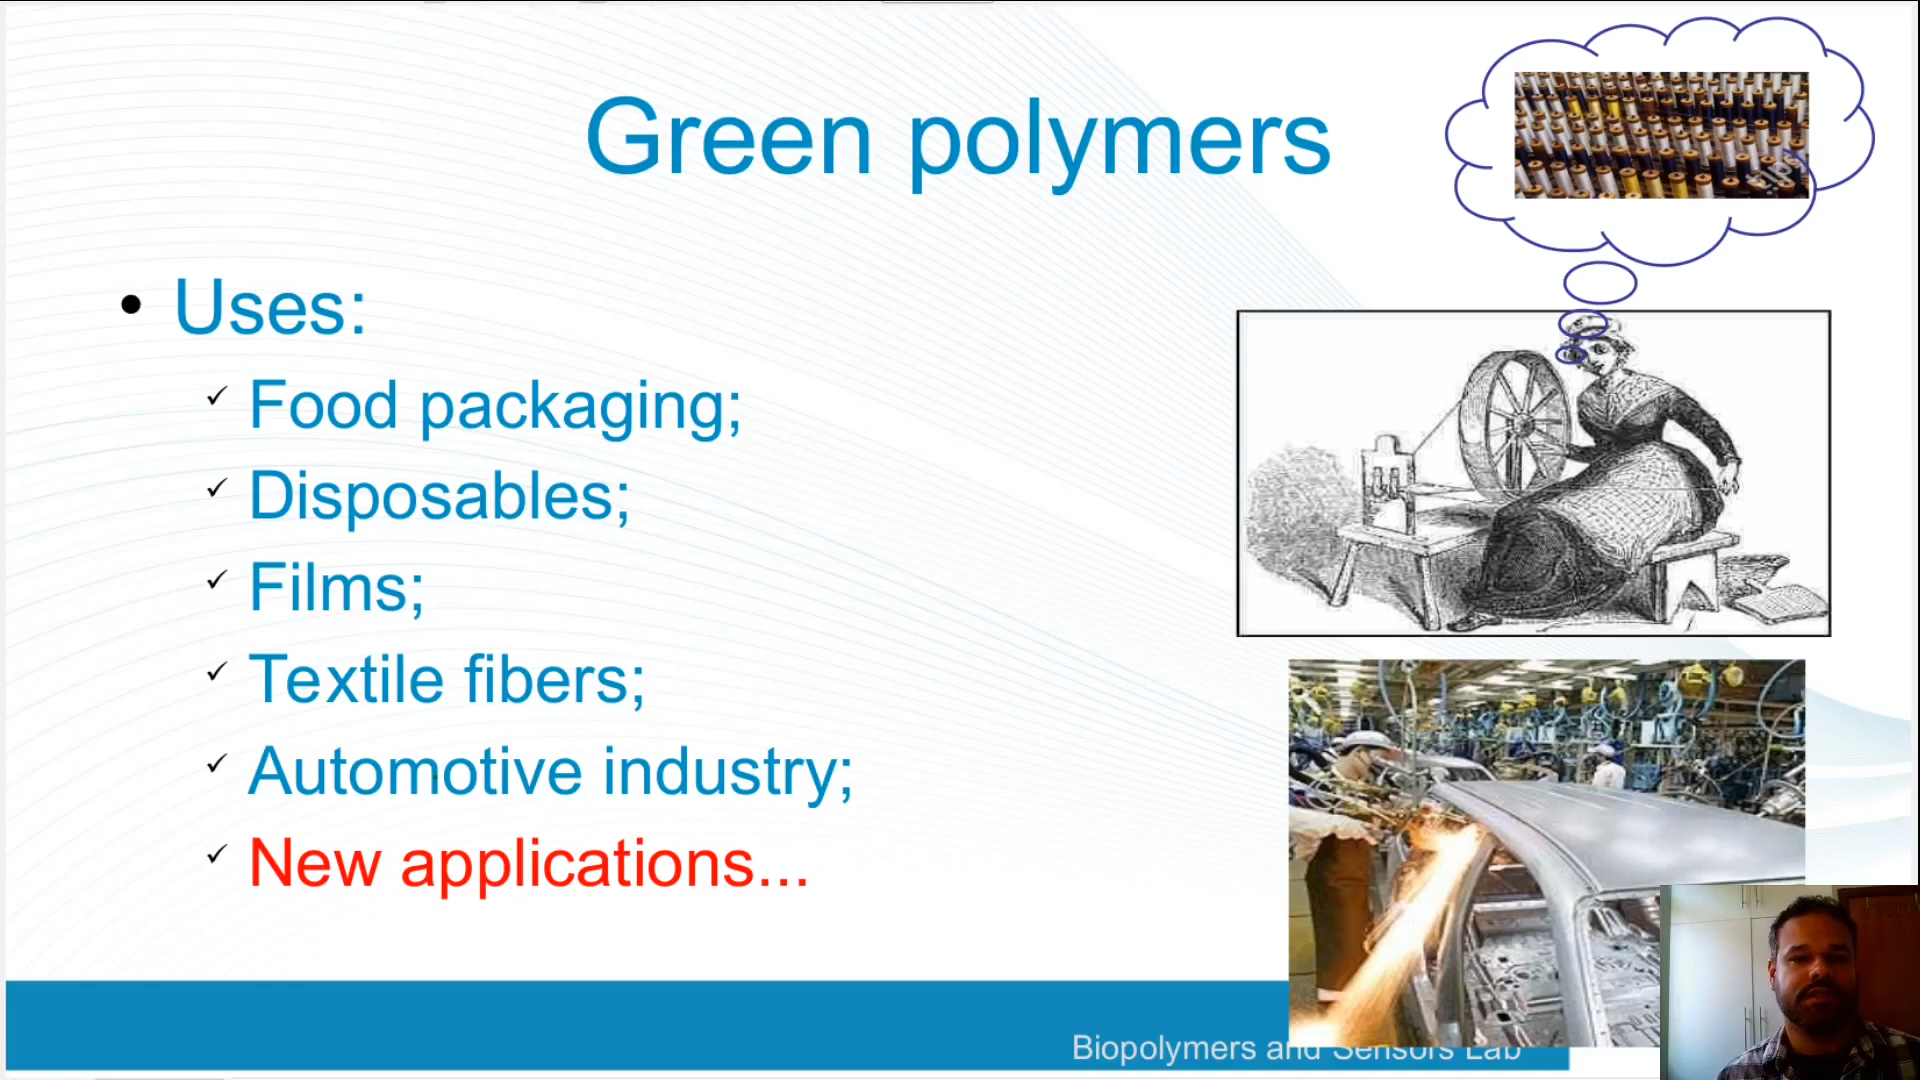 Green polymers
Uses:
Food packaging;
Disposables;
Films;
Textile fibers;
Automotive industry;
New applications...
Biopolymers and Sensors Lab